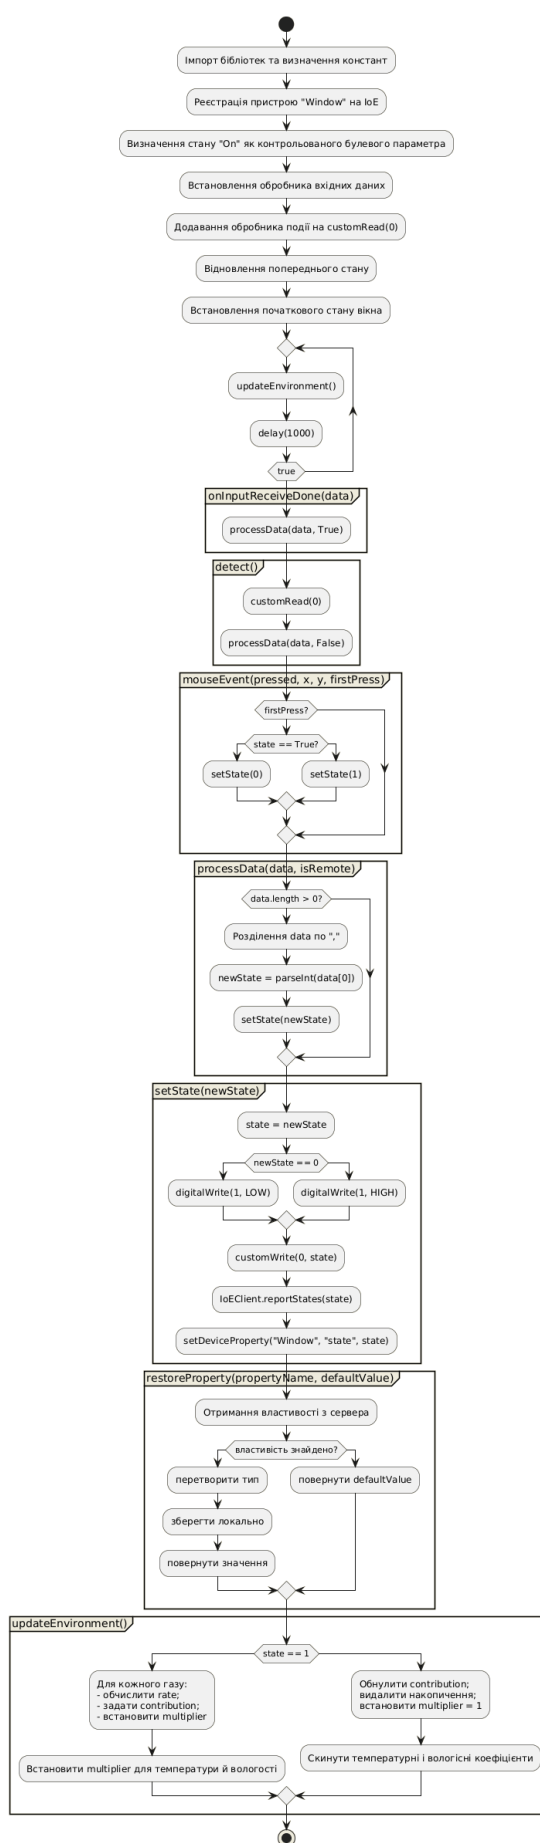 Імпорт бібліотек та визначення констант
Реєстрація пристрою "Window" на IoE
Визначення стану "On" як контрольованого булевого параметра
Встановлення обробника вхідних даних
Додавання обробника події на customRead(0)
Відновлення попереднього стану
Встановлення початкового стану вікна
updateEnvironment()
delay(1000)
true
onInputReceiveDone(data)
processData(data, True)
detect()
customRead(0)
processData(data, False)
mouseEvent(pressed, x, y, firstPress)
firstPress?
state == True?
setState(0)
setState(1)
processData(data, isRemote)
data.length > 0?
Розділення data по ","
newState = parseInt(data[0])
setState(newState)
setState(newState)
state = newState
newState == 0
digitalWrite(1, LOW)
digitalWrite(1, HIGH)
customWrite(0, state)
IoEClient.reportStates(state)
setDeviceProperty("Window", "state", state)
restoreProperty(propertyName, defaultValue)
Отримання властивості з сервера
властивість знайдено?
перетворити тип
зберегти локально
повернути значення
повернути defaultValue
updateEnvironment()
state == 1
Для кожного газу:
- обчислити rate;
- задати contribution;
- встановити multiplier
Встановити multiplier для температури й вологості
Обнулити contribution;
видалити накопичення;
встановити multiplier = 1
Скинути температурні і вологісні коефіцієнти